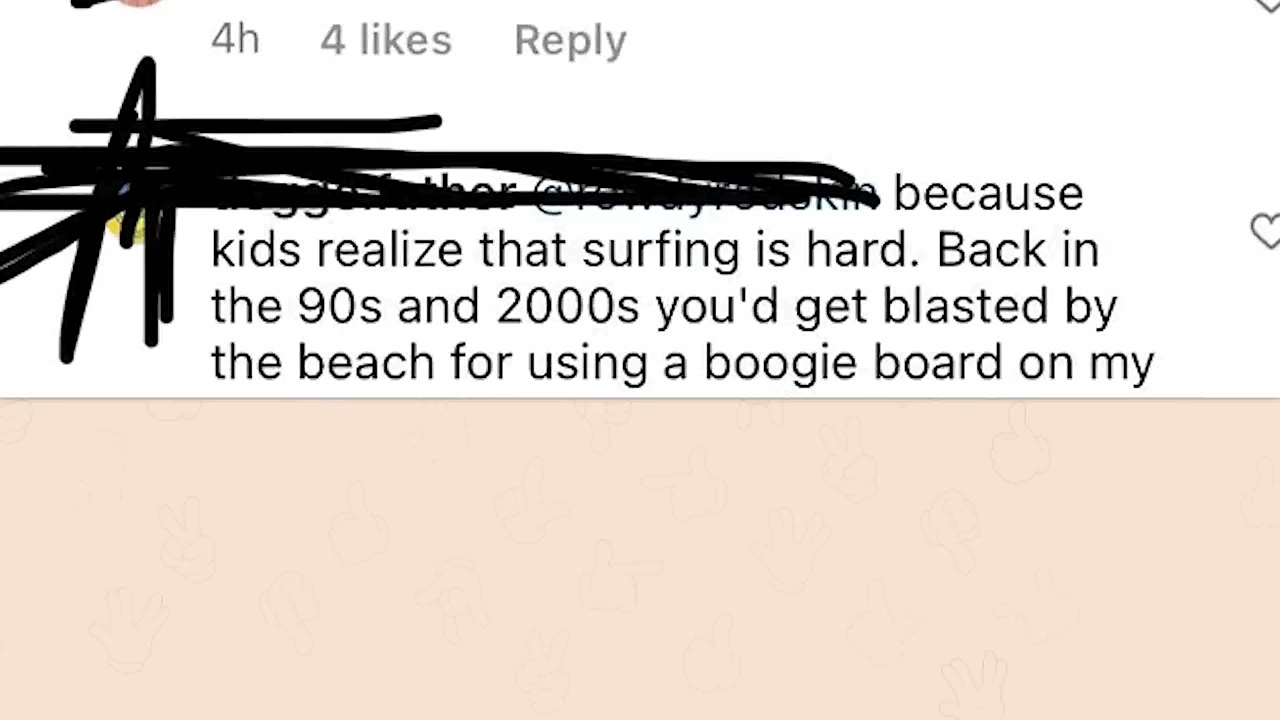 4h 4 likes Reply
because
kids realize that surfing is hard. Back in
the 90s and 2000s you'd get blasted by
the beach for using a boogie board on my